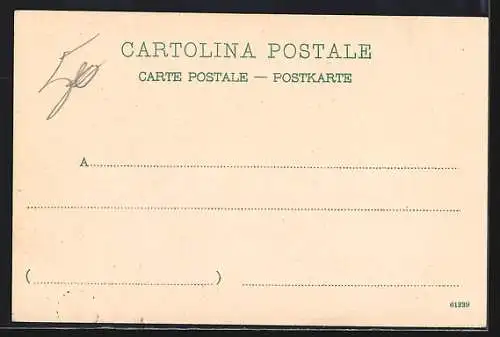 CARTOLINA POSTALE
CARTE POSTALE — POSTKARTE
A
( )
61239